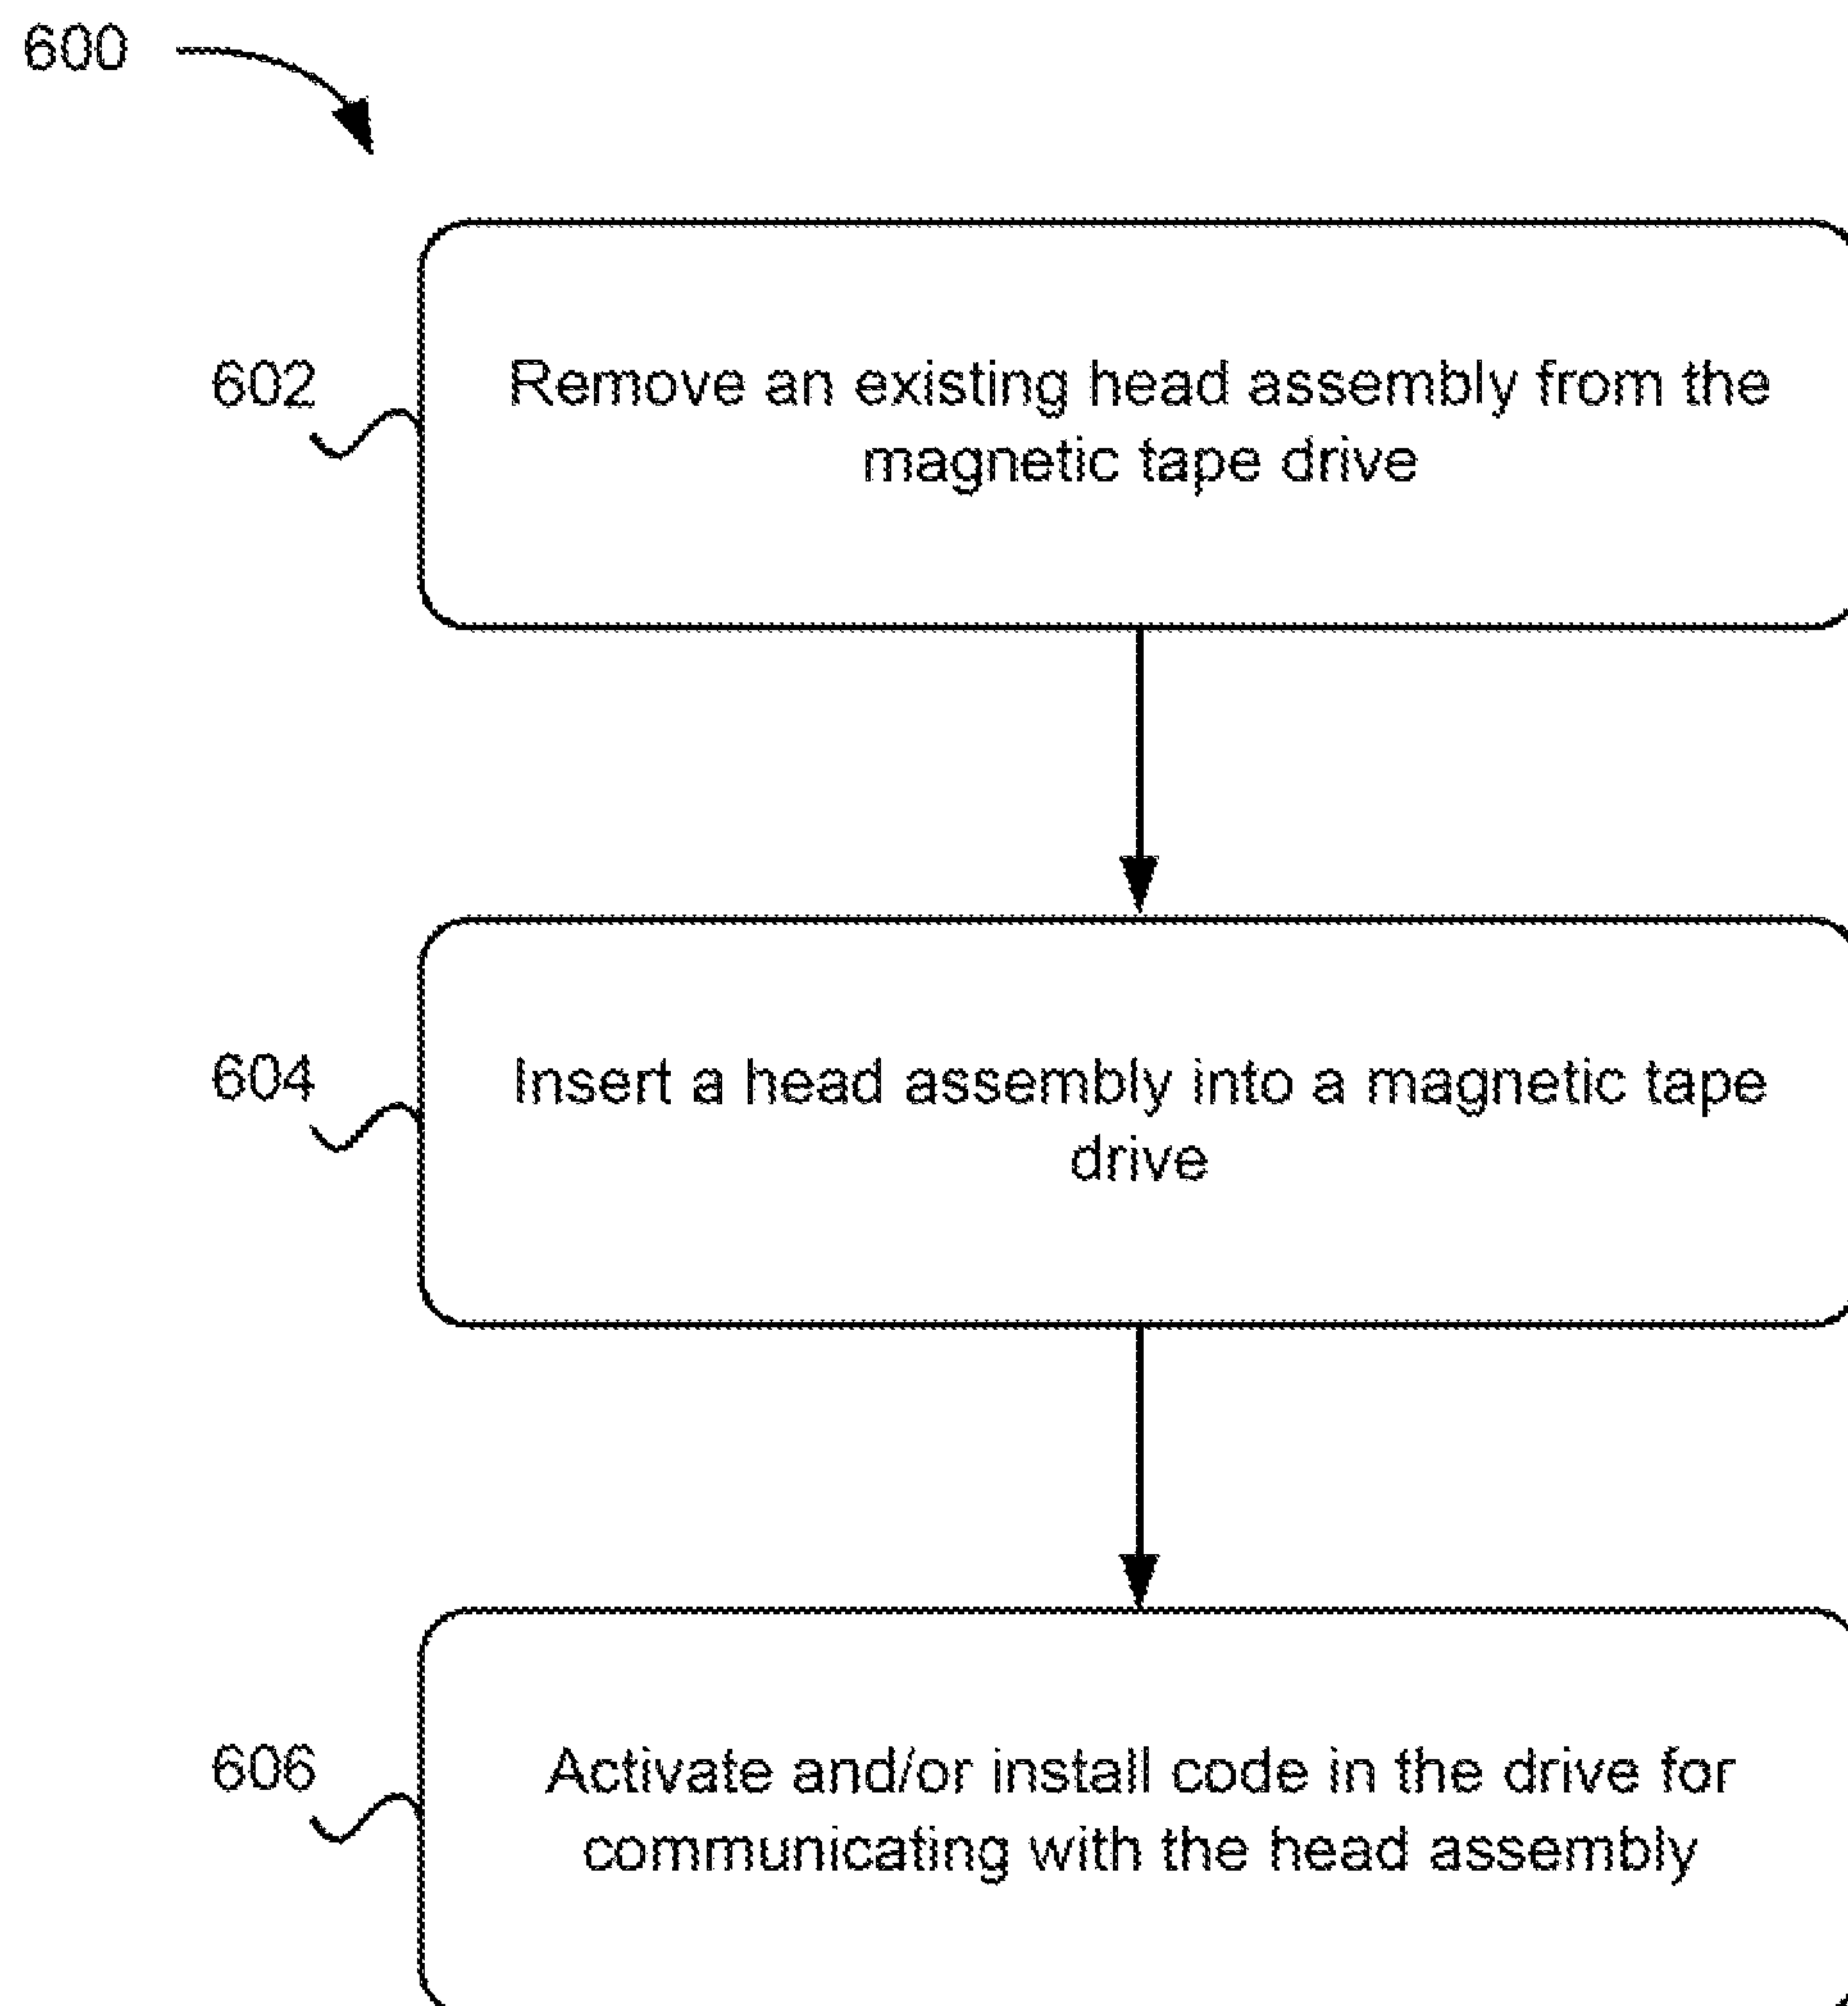 600
602
Remove an existing head assembly from the
magnetic tape drive
604
Insert a head assembly into a magnetic tape
drive
606
Activate and/or install code in the drive for
communicating with the head assembly